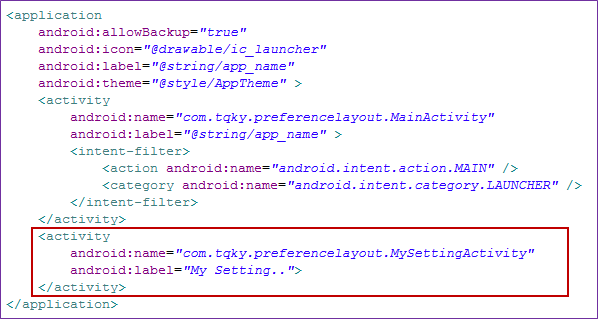 <application
android:allowBackup="true"
android:icon="@drawable/ic_launcher"
android:label="@string/app_name"
android:theme="@style/AppTheme" >
<activity
android:name="com.tqky.preferencelayout.MainActivity"
android:label="@string/app_name" >
<intent-filter>
<action android:name="android.intent.action.MAIN" />
<category android:name="android.intent.category.LAUNCHER" />
</intent-filter>
</activity>
<activity
android:name="com.tqky.preferencelayout.MySettingActivity"
android:label="My Setting..">
</activity>
</application>